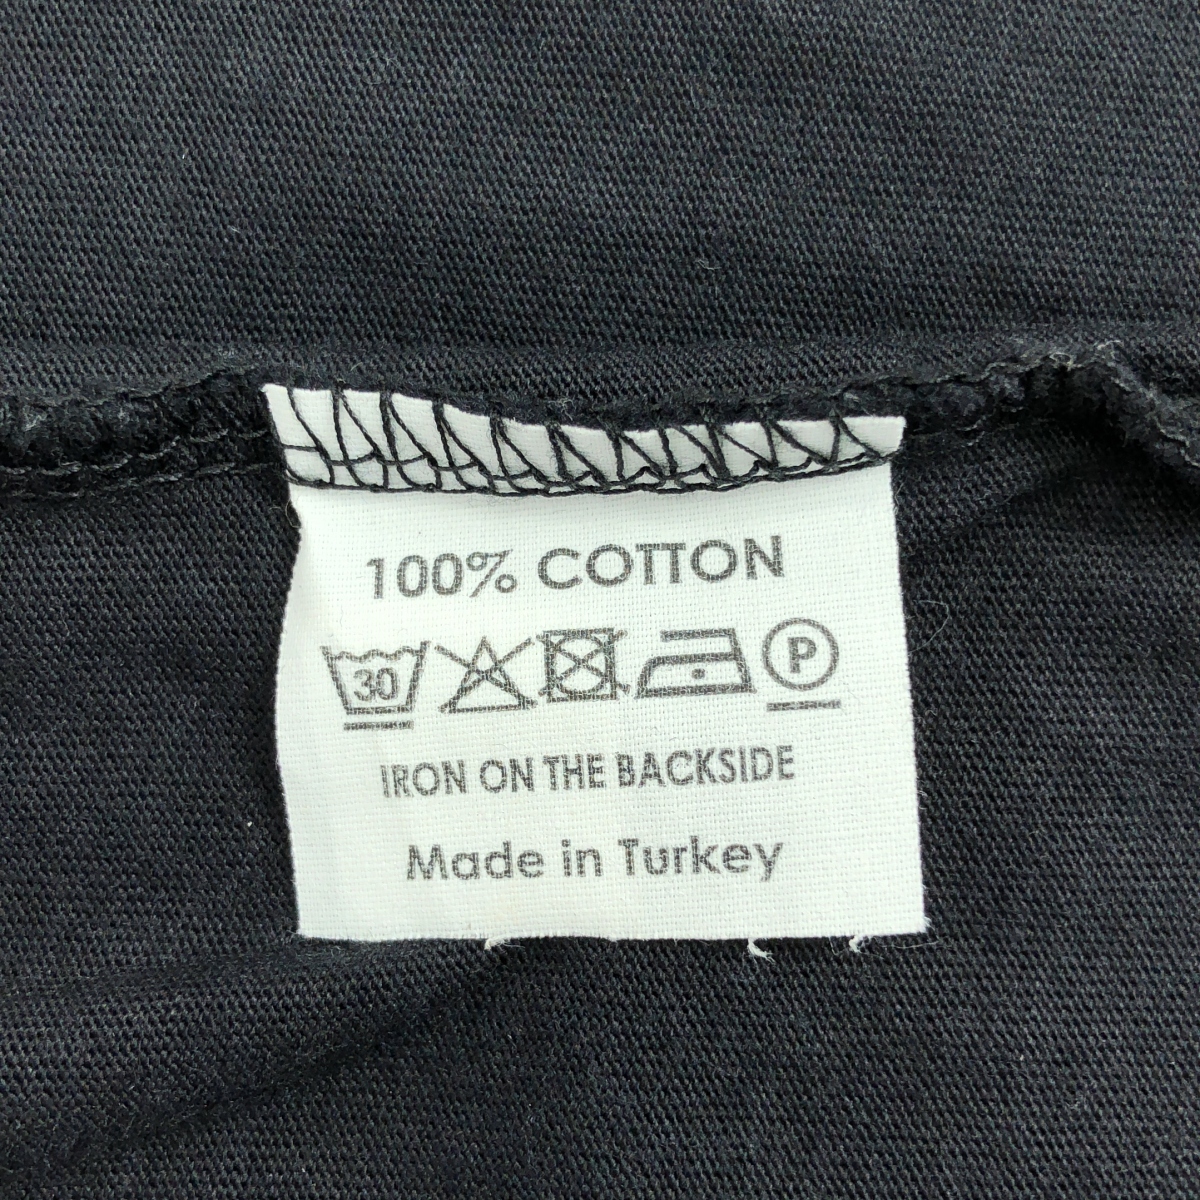 100% COTTON
30 P
IRON ON THE BACKSIDE
Made in Turkey